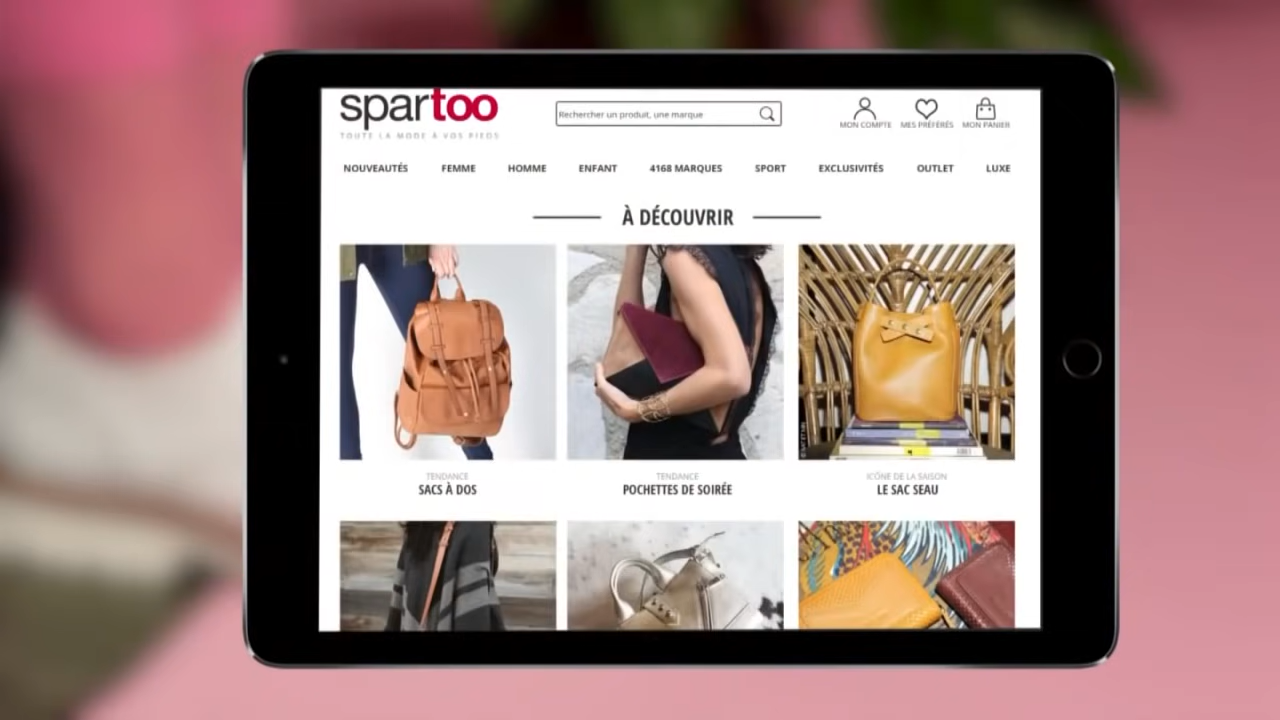 spartoo
TOUTE LA MODE À VOS PIEDS
Rechercher un produit, une marque
MON COMPTE MES PRÉFÉRÉS MON PANIER
NOUVEAUTÉS FEMME HOMME ENFANT 4168 MARQUES SPORT EXCLUSIVITÉS OUTLET LUXE
À DÉCOUVRIR
TENDANCE TENDANCE ICÔNE DE LA SAISON
SACS À DOS POCHETTES DE SOIRÉE LE SAC SEAU